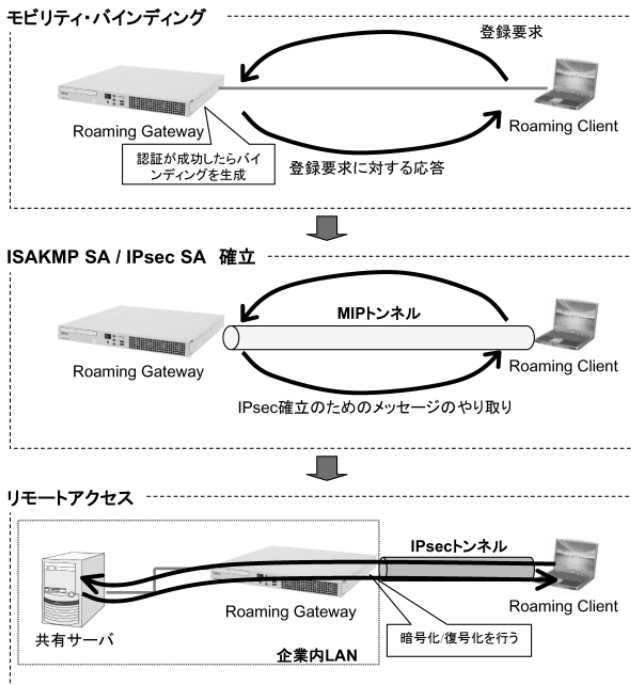 モビリティ・バインディング
登録要求
Roaming Gateway
Roaming Client
認証が成功したらバイ
ンディングを生成
登録要求に対する応答
ISAKMP SA / IPsec SA 確立
MIPトンネル
Roaming Gateway
Roaming Client
IPsec確立のためのメッセージのやり取り
リモートアクセス
IPsecトンネル
Roaming Gateway
Roaming Client
共有サーバ
暗号化/復号化を行う
企業内LAN